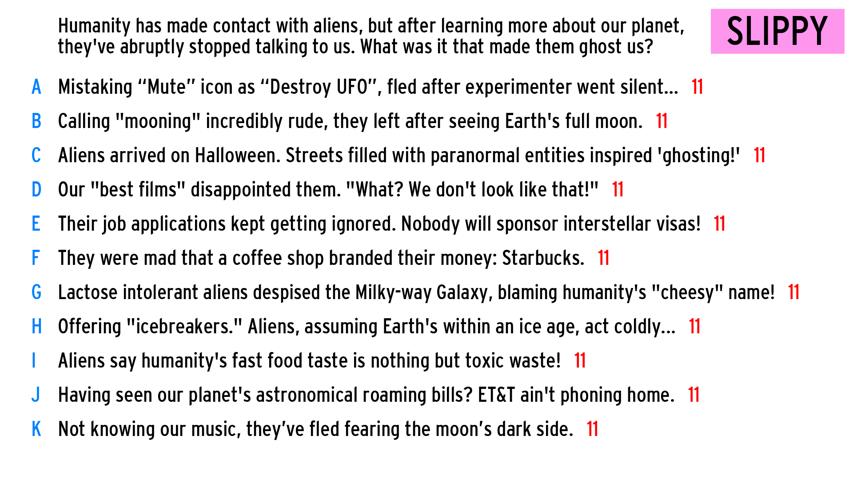 Humanity has made contact with aliens, but after learning more about our planet,
they've abruptly stopped talking to us. What was it that made them ghost us?
SLIPPY
A Mistaking “Mute” icon as “Destroy UFO”, fled after experimenter went silent... 11
B Calling "mooning" incredibly rude, they left after seeing Earth's full moon. 11
C Aliens arrived on Halloween. Streets filled with paranormal entities inspired 'ghosting!' 11
D Our "best films" disappointed them. "What? We don't look like that!" 11
E Their job applications kept getting ignored. Nobody will sponsor interstellar visas! 11
F They were mad that a coffee shop branded their money: Starbucks. 11
G Lactose intolerant aliens despised the Milky-way Galaxy, blaming humanity's "cheesy" name! 11
H Offering "icebreakers." Aliens, assuming Earth's within an ice age, act coldly... 11
I Aliens say humanity's fast food taste is nothing but toxic waste! 11
J Having seen our planet's astronomical roaming bills? ET&T ain't phoning home. 11
K Not knowing our music, they’ve fled fearing the moon’s dark side. 11